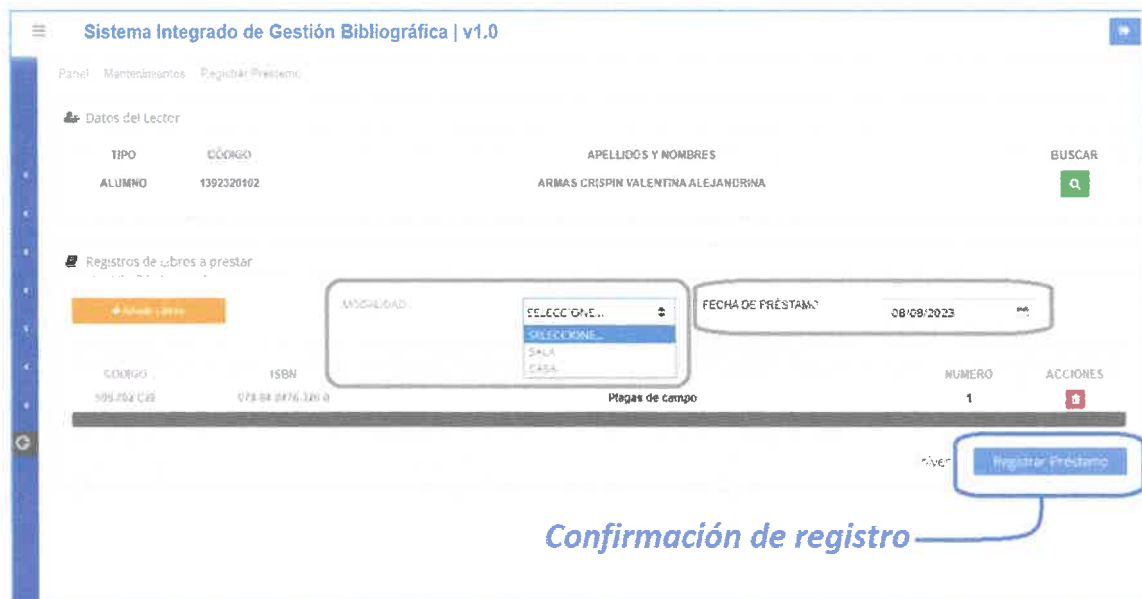 Sistema Integrado de Gestión Bibliográfica | v1.0
Panel Mantenimientos Registrar Préstamo
Datos del Lector
TIPO CÓDIGO APELLIDOS Y NOMBRES BUSCAR
ALUMNO 1392320102 ARMAS CRISPIN VALENTINA ALEJANDRINA
Registros de Libros a prestar
MODALIDAD SELECCIONE... FECHA DE PRÉSTAMO 08/08/2023
SELECCIONE...
SALA
CASA
CODIGO ISBN NUMERO ACCIONES
Plagas de campo 1
Registrar Préstamo
Confirmación de registro